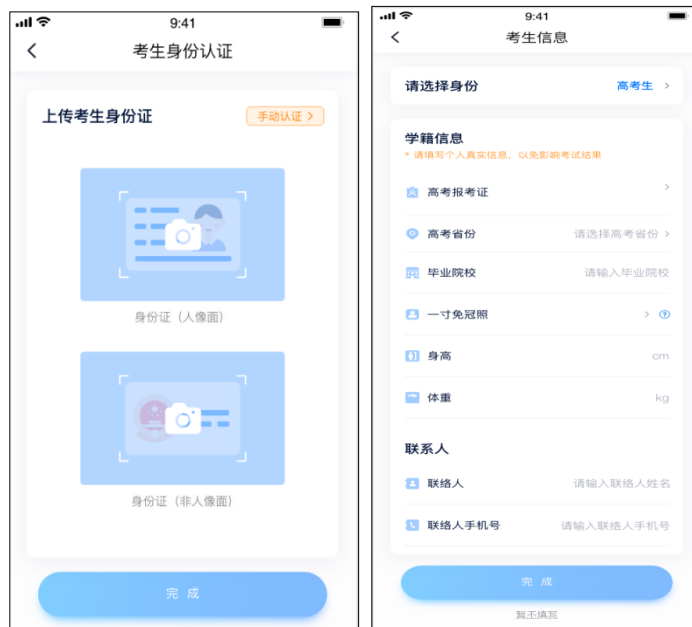 9:41
考生身份认证
上传考生身份证
手动认证 >
身份证（人像面）
身份证（非人像面）
完成
9:41
考生信息
请选择身份 高考生 >
学籍信息
* 请填写个人真实信息、以免影响考试结果
高考报考证 >
高考省份 请选择高考省份 >
毕业院校 请输入毕业院校
一寸免冠照 > ?
身高 cm
体重 kg
联系人
联络人 请输入联络人姓名
联络人手机号 请输入联络人手机号
完成
暂不填写